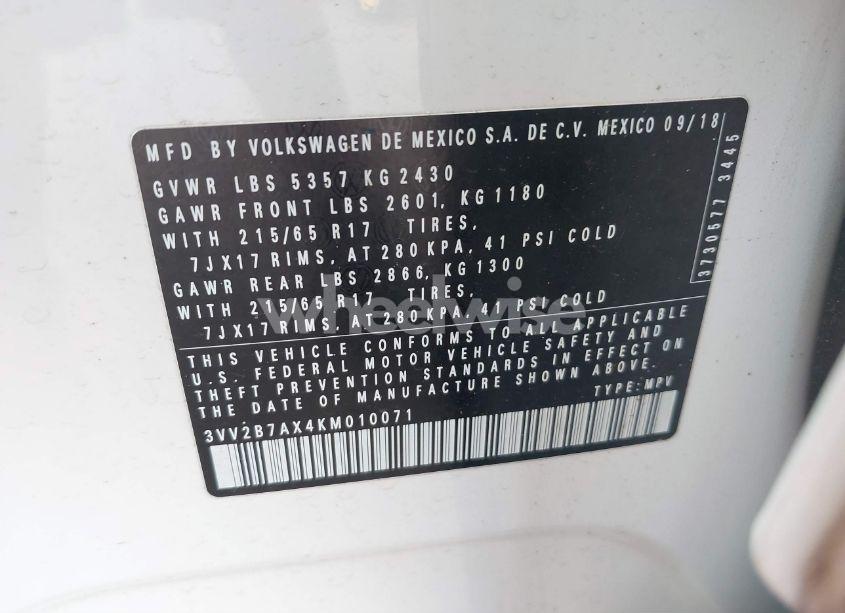 MFD BY VOLKSWAGEN DE MEXICO S.A. DE C.V. MEXICO 09/18
GVWR LBS 5357 KG 2430
GAWR FRONT LBS 2601, KG 1180
WITH 215/65 R17 TIRES,
7JX17 RIMS, AT 280 KPA, 41 PSI COLD
GAWR REAR LBS 2866, KG 1300
WITH 215/65 R17 TIRES,
7JX17 RIMS, AT 280 KPA, 41 PSI COLD
THIS VEHICLE CONFORMS TO ALL APPLICABLE
U.S. FEDERAL MOTOR VEHICLE SAFETY AND
THEFT PREVENTION STANDARDS IN EFFECT ON
THE DATE OF MANUFACTURE SHOWN ABOVE.
TYPE: MPV
3VV2B7AX4KM010071
3730577 3445
wheelwise